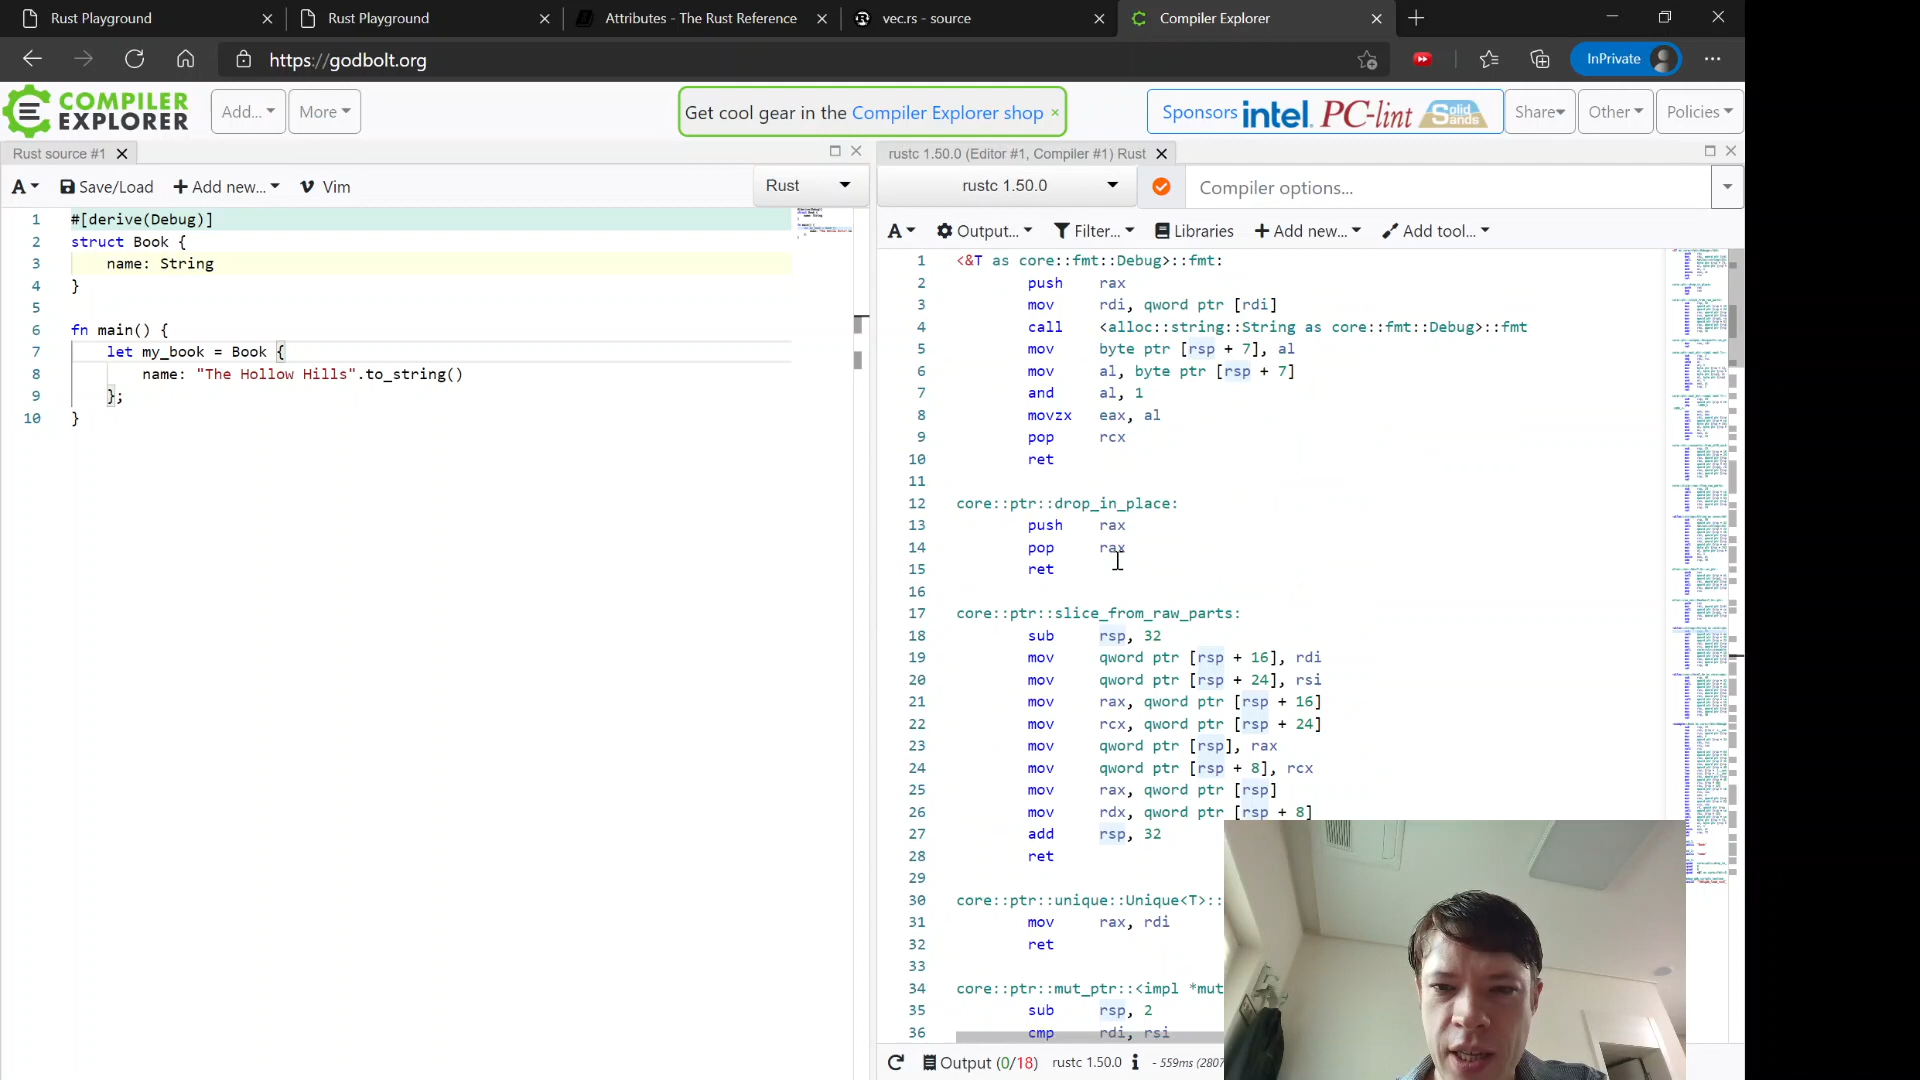 Rust Playground
Rust Playground
Attributes - The Rust Reference
vec.rs - source
Compiler Explorer
https://godbolt.org
InPrivate
COMPILER
EXPLORER
Add...
More
Get cool gear in the Compiler Explorer shop ×
Sponsors intel. PC-lint Solid Sands
Share
Other
Policies
Rust source #1
A
Save/Load
Add new...
Vim
Rust
1 #[derive(Debug)]
2 struct Book {
3 name: String
4 }
5
6 fn main() {
7 let my_book = Book {
8 name: "The Hollow Hills".to_string()
9 };
10 }
rustc 1.50.0 (Editor #1, Compiler #1) Rust
rustc 1.50.0
Compiler options...
A
Output...
Filter...
Libraries
Add new...
Add tool...
1 <&T as core::fmt::Debug>::fmt:
2 push rax
3 mov rdi, qword ptr [rdi]
4 call <alloc::string::String as core::fmt::Debug>::fmt
5 mov byte ptr [rsp + 7], al
6 mov al, byte ptr [rsp + 7]
7 and al, 1
8 movzx eax, al
9 pop rcx
10 ret
11
12 core::ptr::drop_in_place:
13 push rax
14 pop rax
15 ret
16
17 core::ptr::slice_from_raw_parts:
18 sub rsp, 32
19 mov qword ptr [rsp + 16], rdi
20 mov qword ptr [rsp + 24], rsi
21 mov rax, qword ptr [rsp + 16]
22 mov rcx, qword ptr [rsp + 24]
23 mov qword ptr [rsp], rax
24 mov qword ptr [rsp + 8], rcx
25 mov rax, qword ptr [rsp]
26 mov rdx, qword ptr [rsp + 8]
27 add rsp, 32
28 ret
29
30 core::ptr::unique::Unique<T>::
31 mov rax, rdi
32 ret
33
34 core::ptr::mut_ptr::<impl *mut
35 sub rsp, 2
36 cmp rdi, rsi
Output (0/18) rustc 1.50.0 i - 559ms (2807